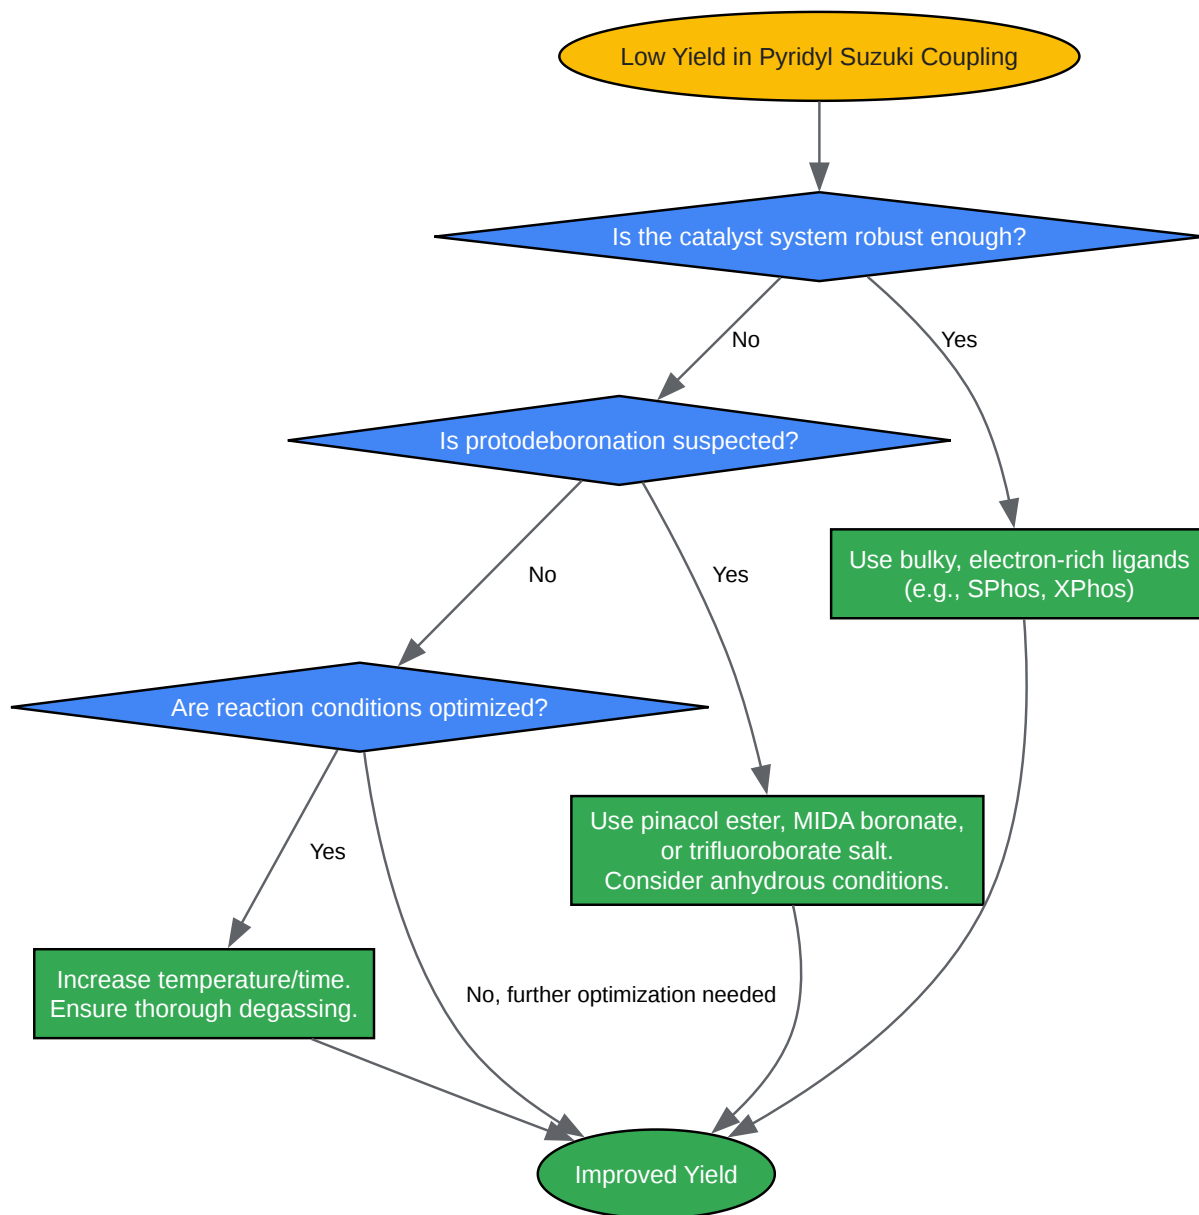 Low Yield in Pyridyl Suzuki Coupling
Is the catalyst system robust enough?
No
Yes
Is protodeboronation suspected?
Use bulky, electron-rich ligands
(e.g., SPhos, XPhos)
No
Yes
Are reaction conditions optimized?
Use pinacol ester, MIDA boronate,
or trifluoroborate salt.
Consider anhydrous conditions.
Yes
Increase temperature/time.
Ensure thorough degassing.
No, further optimization needed
Improved Yield